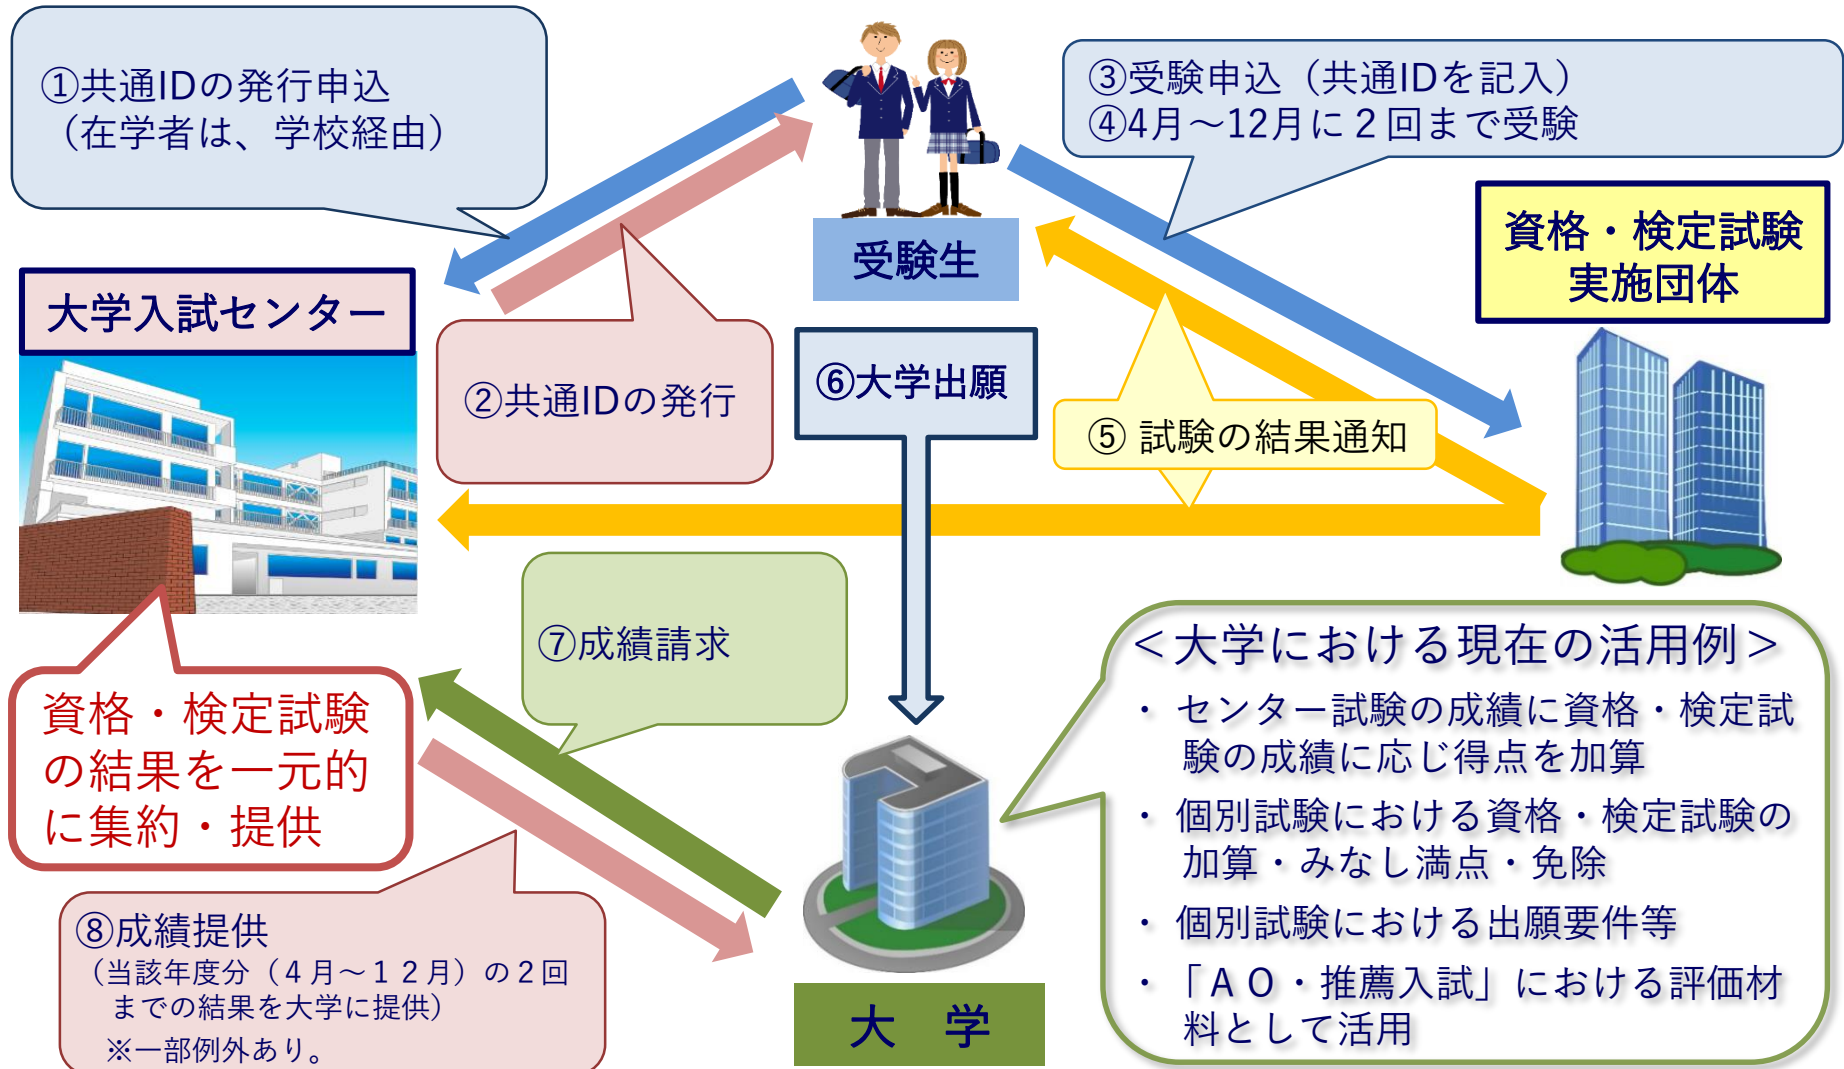 ①共通IDの発行申込
（在学者は、学校経由）
受験生
③受験申込（共通IDを記入）
④4月～12月に２回まで受験
資格・検定試験
実施団体
大学入試センター
②共通IDの発行
⑥大学出願
⑤ 試験の結果通知
⑦成績請求
資格・検定試験
の結果を一元的
に集約・提供
⑧成績提供
（当該年度分（４月～１２月）の２回
までの結果を大学に提供）
※一部例外あり。
大　学
＜大学における現在の活用例＞
・ センター試験の成績に資格・検定試
験の成績に応じ得点を加算
・ 個別試験における資格・検定試験の
加算・みなし満点・免除
・ 個別試験における出願要件等
・ 「ＡＯ・推薦入試」における評価材
料として活用